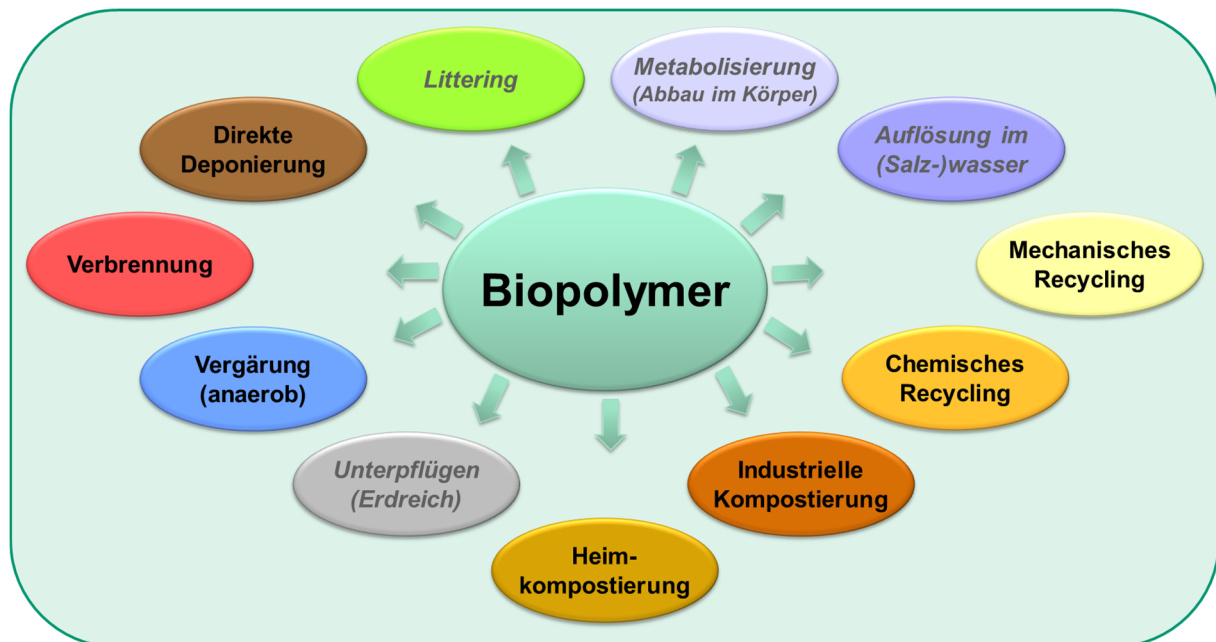 Littering
Metabolisierung
(Abbau im Körper)
Direkte
Deponierung
Auflösung im
(Salz-)wasser
Verbrennung
Biopolymer
Mechanisches
Recycling
Vergärung
(anaerob)
Chemisches
Recycling
Unterpflügen
(Erdreich)
Industrielle
Kompostierung
Heim-
kompostierung